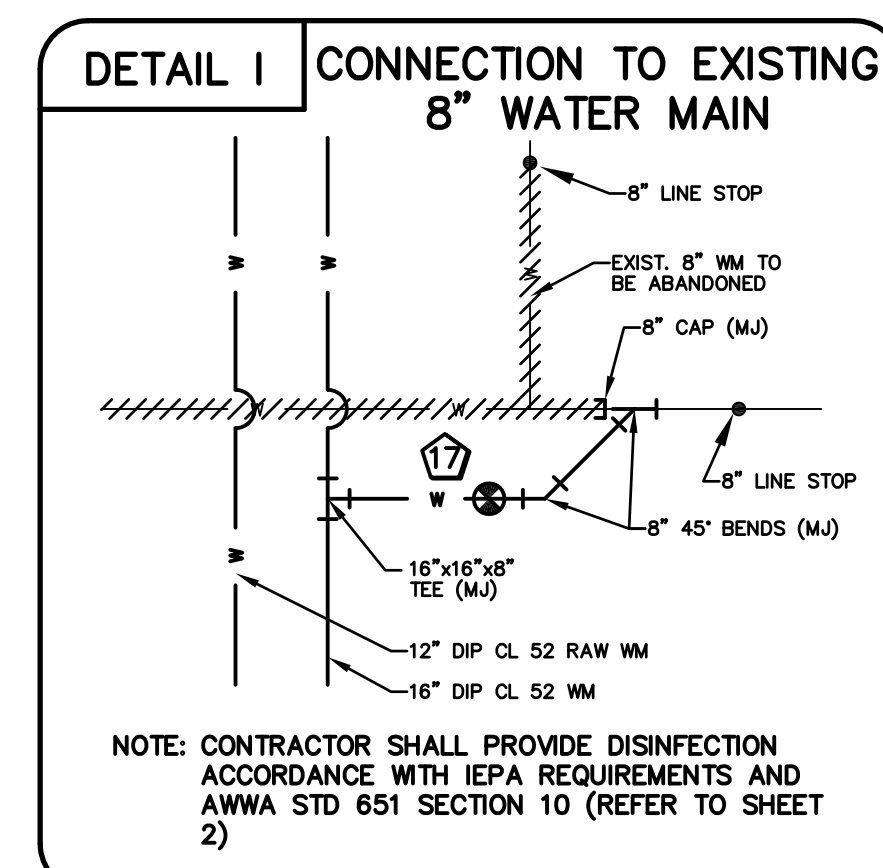 DETAIL 1
CONNECTION TO EXISTING
8" WATER MAIN
W
W
8" LINE STOP
W
EXIST. 8" WM TO
BE ABANDONED
8" CAP (MJ)
W
W
17
W
8" LINE STOP
8" 45° BENDS (MJ)
W
16"x16"x8"
TEE (MJ)
12" DIP CL 52 RAW WM
16" DIP CL 52 WM
NOTE: CONTRACTOR SHALL PROVIDE DISINFECTION
ACCORDANCE WITH IEPA REQUIREMENTS AND
AWWA STD 651 SECTION 10 (REFER TO SHEET
2)